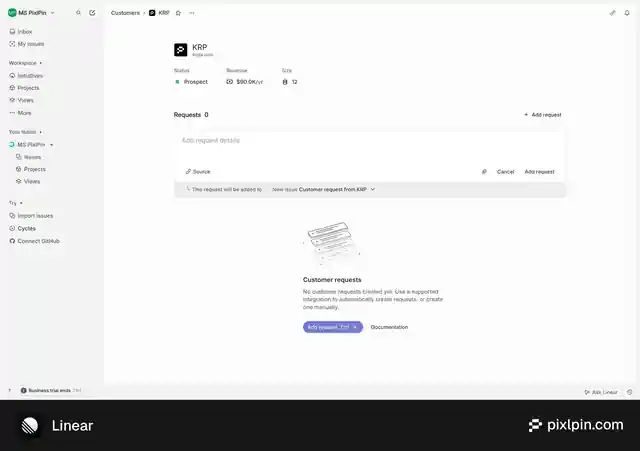 MS PixlPin
Inbox
My issues
Workspace
Initiatives
Projects
Views
More
Your teams
MS PixlPin
Issues
Projects
Views
Try
Import issues
Cycles
Connect GitHub
? Business trial ends
Customers › KRP
KRP
Status
Revenue
Size
Prospect
$90.0K/yr
12
Requests 0
+ Add request
Add request details
Source
Cancel
Add request
This request will be added to
New issue Customer request from KRP
Customer requests
No customer requests created yet. Use a supported
integration to automatically create requests, or create
one manually.
Add request
Documentation
Ask Linear
Linear
pixlpin.com